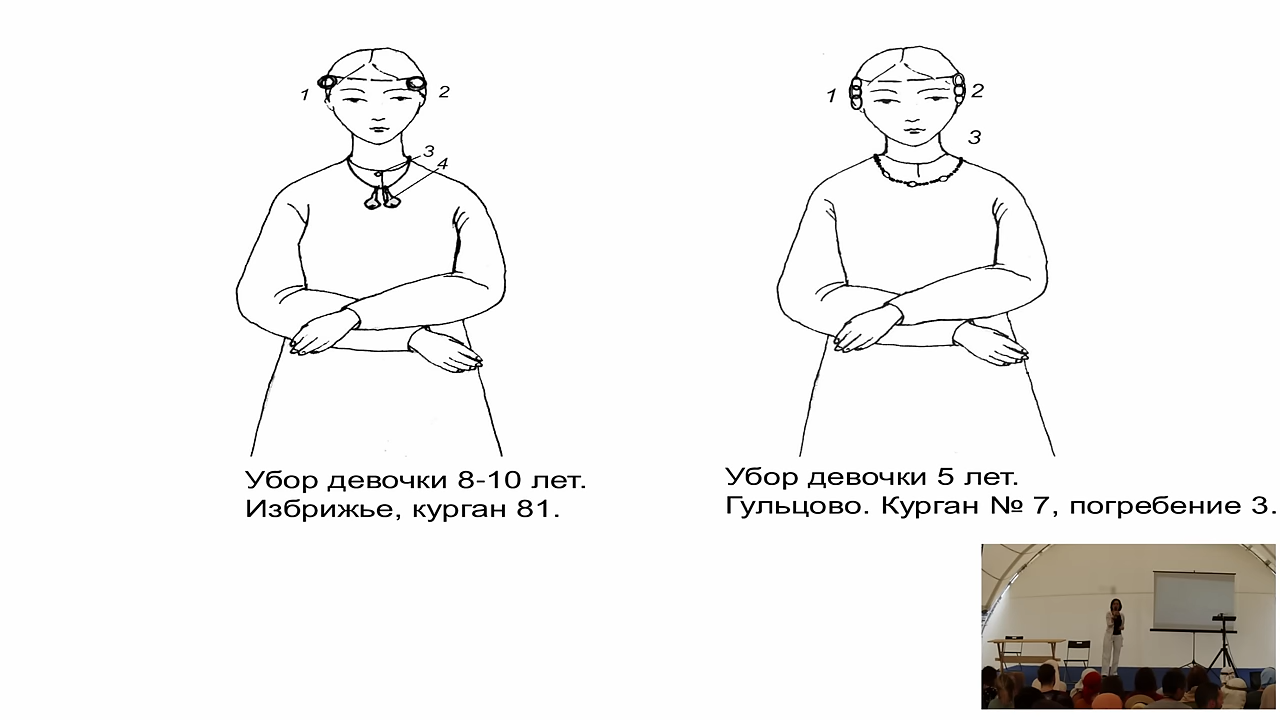 1
2
3
4
1
2
3
Убор девочки 8-10 лет.
Избрижье, курган 81.
Убор девочки 5 лет.
Гульцово. Курган № 7, погребение 3.